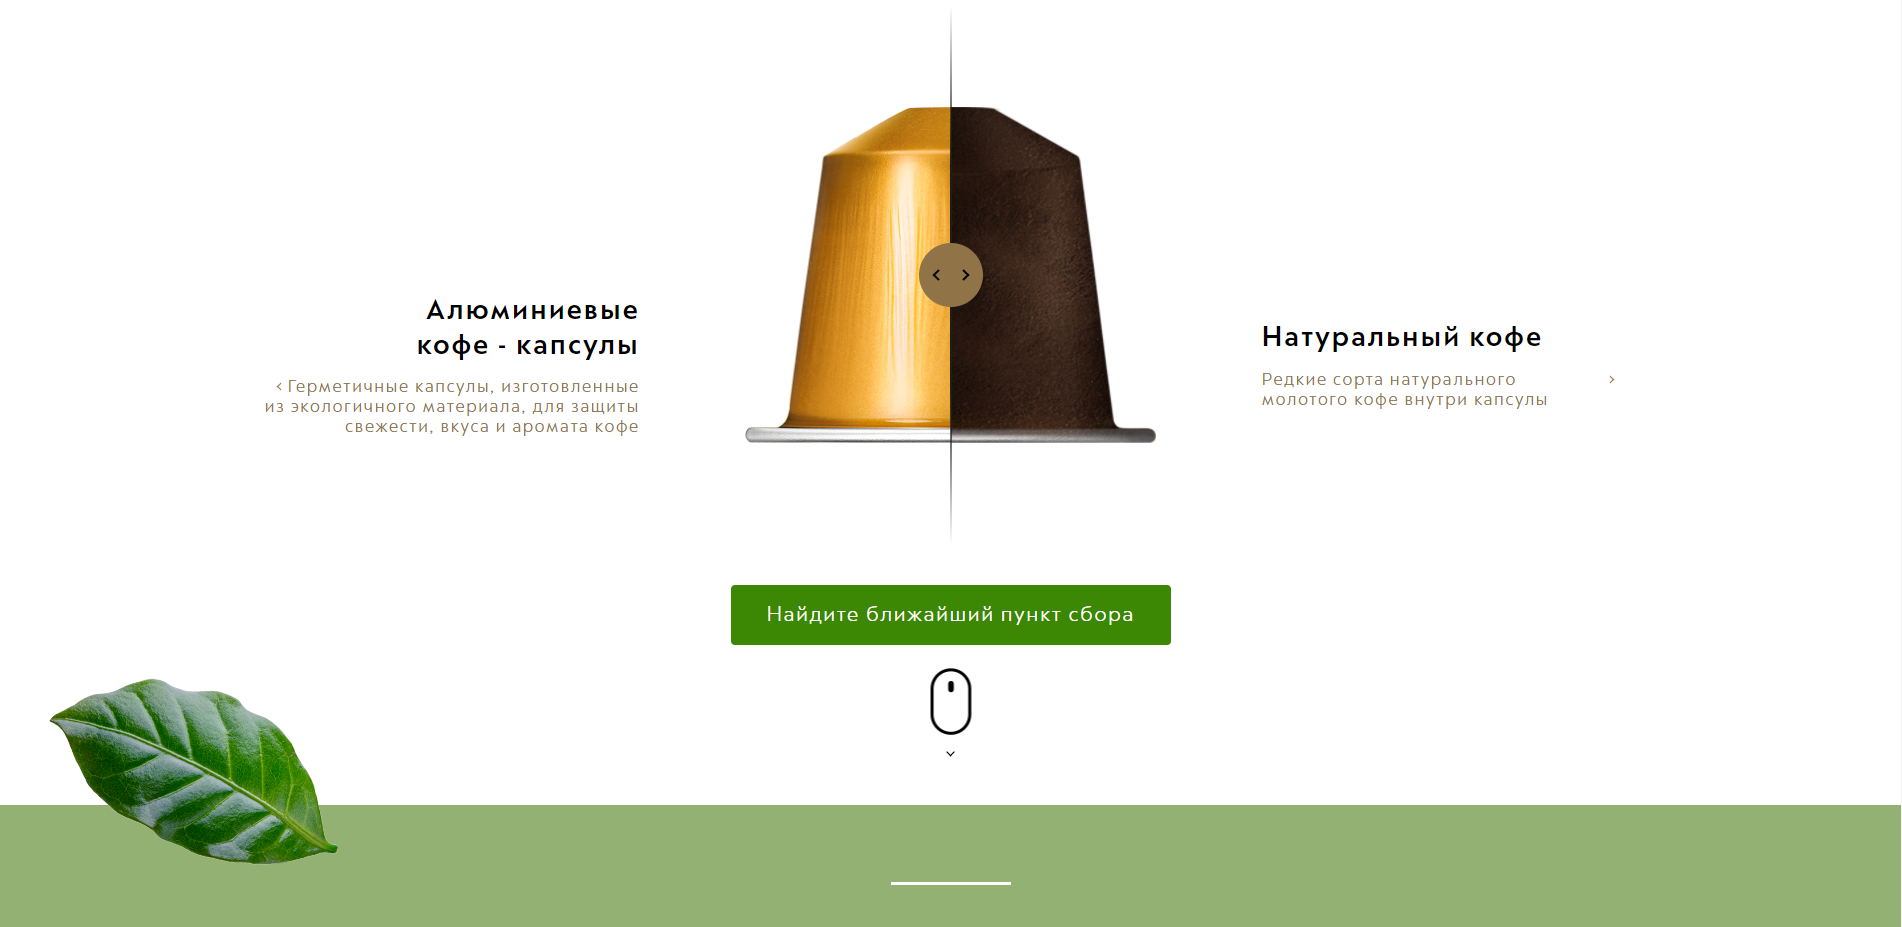 Алюминиевые
кофе - капсулы
‹ Герметичные капсулы, изготовленные
из экологичного материала, для защиты
свежести, вкуса и аромата кофе
Натуральный кофе
Редкие сорта натурального ›
молотого кофе внутри капсулы
Найдите ближайший пункт сбора